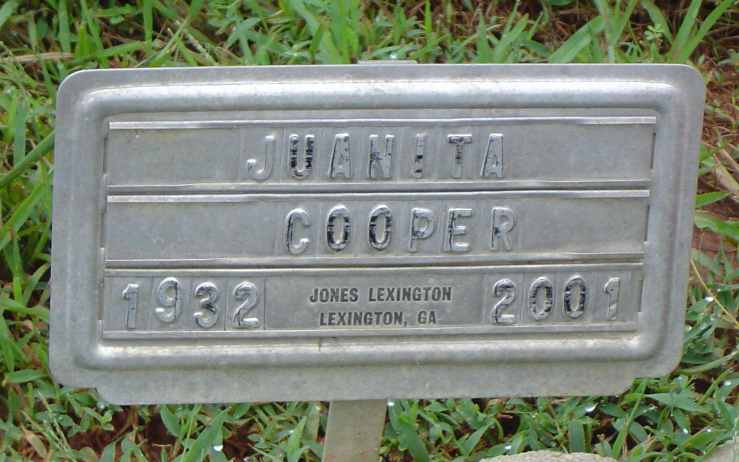 JUANITA
COOPER
1932 JONES LEXINGTON 2001
LEXINGTON, GA